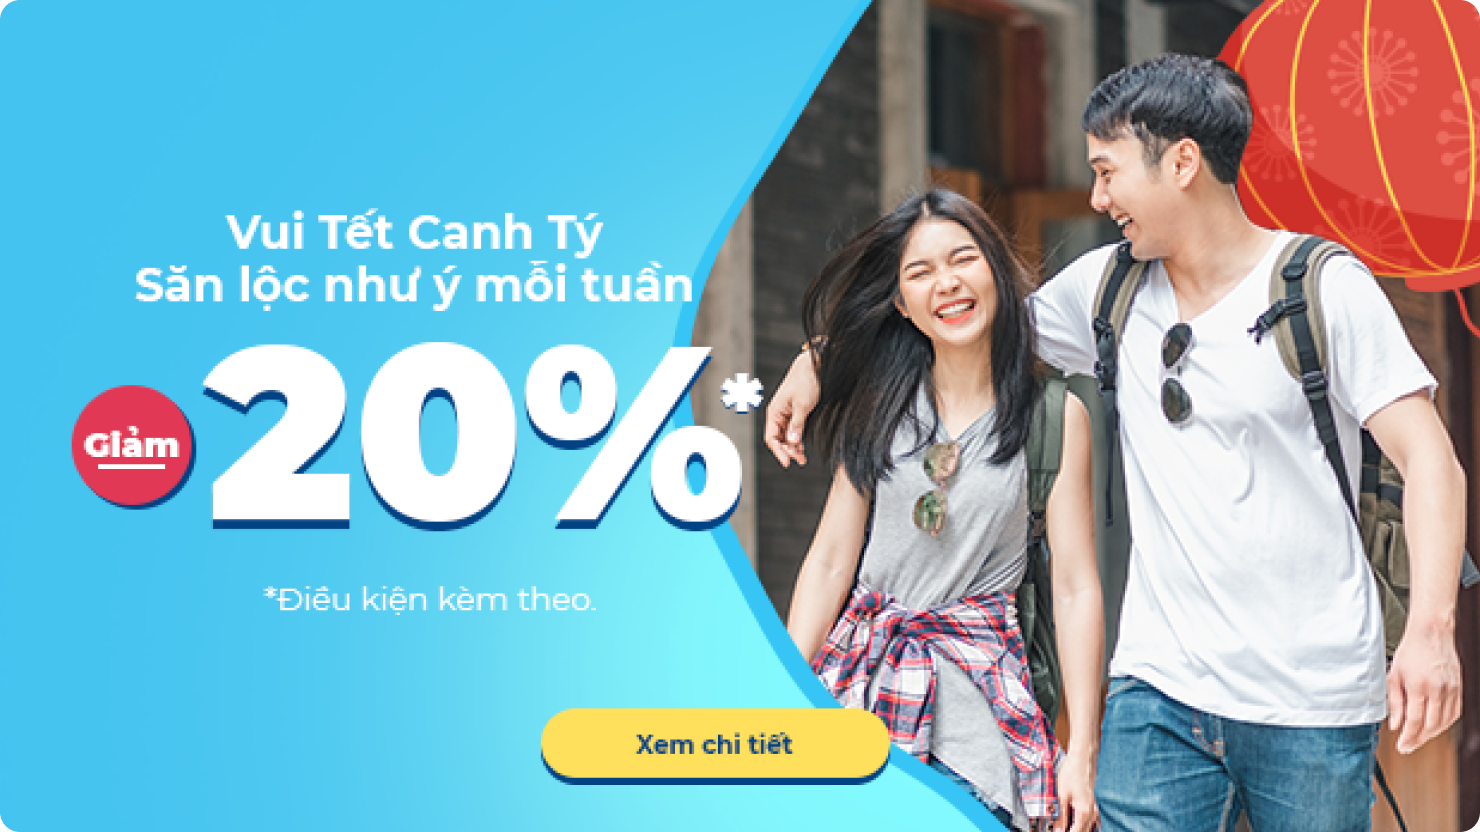 Vui Tết Canh Tý
Săn lộc như ý mỗi tuần
Giảm
20%*
*Điều kiện kèm theo.
Xem chi tiết